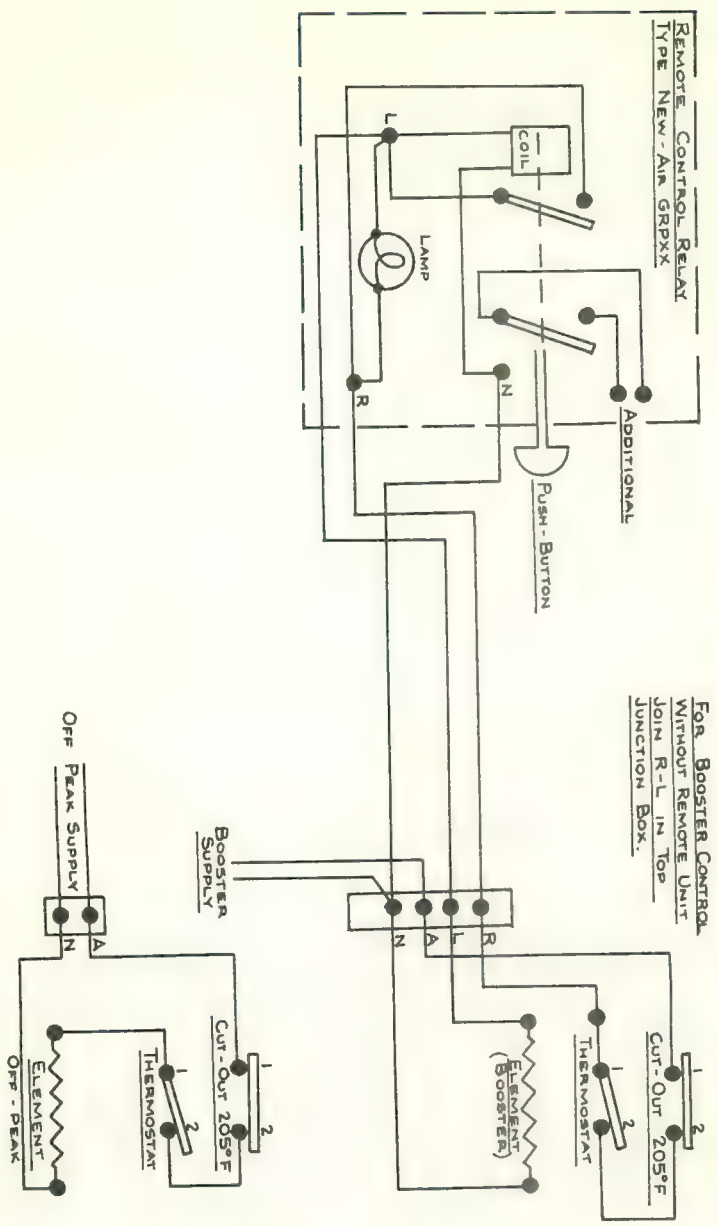 REMOTE CONTROL RELAY
TYPE NEW-AIR GRPXX
L
COIL
LAMP
R
N
ADDITIONAL
PUSH-BUTTON
FOR BOOSTER CONTROL
WITHOUT REMOTE UNIT
JOIN R-L IN TOP
JUNCTION BOX.
BOOSTER
SUPPLY
R
L
A
N
1
2
CUT-OUT 205°F
1
2
THERMOSTAT
ELEMENT
(BOOSTER)
OFF PEAK SUPPLY
A
N
1
2
CUT-OUT 205°F
1
2
THERMOSTAT
ELEMENT
OFF-PEAK